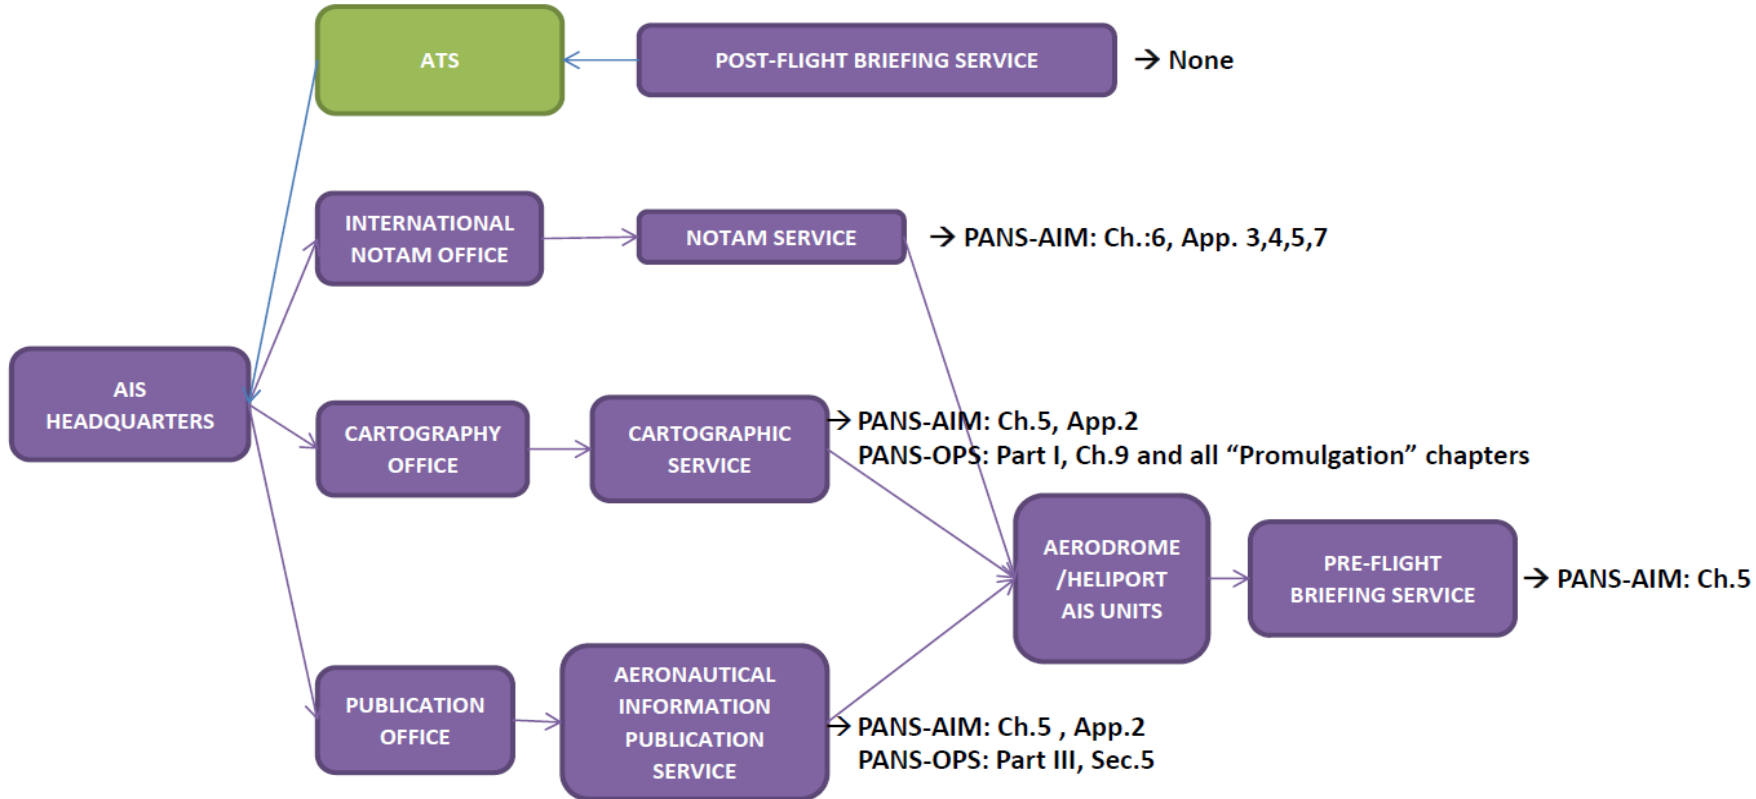 ATS
POST-FLIGHT BRIEFING SERVICE
→ None
INTERNATIONAL
NOTAM OFFICE
NOTAM SERVICE
→ PANS-AIM: Ch.:6, App. 3,4,5,7
AIS
HEADQUARTERS
CARTOGRAPHY
OFFICE
CARTOGRAPHIC
SERVICE
→ PANS-AIM: Ch.5, App.2
PANS-OPS: Part I, Ch.9 and all “Promulgation” chapters
AERODROME
/HELIPORT
AIS UNITS
PRE-FLIGHT
BRIEFING SERVICE
→ PANS-AIM: Ch.5
PUBLICATION
OFFICE
AERONAUTICAL
INFORMATION
PUBLICATION
SERVICE
→ PANS-AIM: Ch.5 , App.2
PANS-OPS: Part III, Sec.5